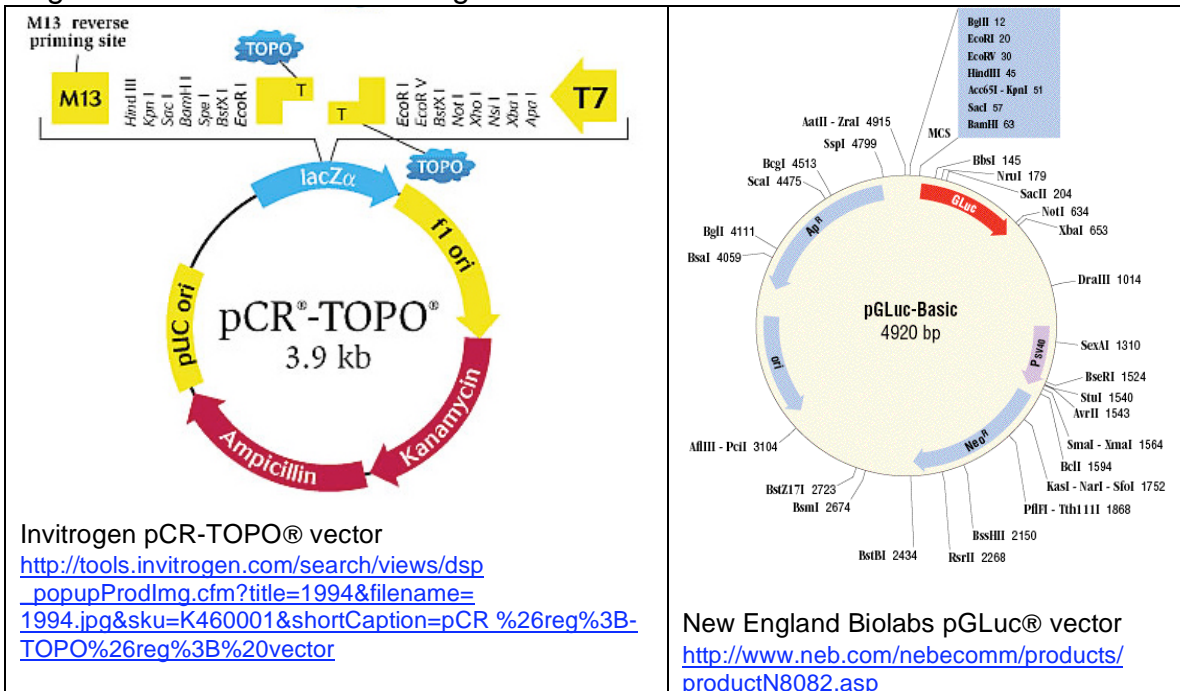 M13 reverse
priming site
TOPO
M13
Hind III
Kpn I
Sac I
BamH I
Spe I
BstX I
EcoR I
T
T
EcoR I
EcoR V
BstX I
Not I
Xho I
Nsi I
Xba I
Apa I
T7
TOPO
lacZα
f1 ori
Kanamycin
Ampicillin
pUC ori
pCR®-TOPO®
3.9 kb
Invitrogen pCR-TOPO® vector
http://tools.invitrogen.com/search/views/dsp
_popupProdImg.cfm?title=1994&filename=
1994.jpg&sku=K460001&shortCaption=pCR %26reg%3B-
TOPO%26reg%3B%20vector
BglII 12
EcoRI 20
EcoRV 30
HindIII 45
Acc65I - KpnI 51
SacI 57
BamHI 63
MCS
AatII - ZraI 4915
SspI 4799
BcgI 4513
ScaI 4475
BglI 4111
BsaI 4059
BbsI 145
NruI 179
SacII 204
NotI 634
XbaI 653
DraIII 1014
SexAI 1310
BseRI 1524
StuI 1540
AvrII 1543
SmaI - XmaI 1564
BclI 1594
KasI - NarI - SfoI 1752
PflFI - Tth111I 1868
BssHII 2150
RsrII 2268
BstBI 2434
BsmI 2674
BstZ17I 2723
AflIII - PciI 3104
GLuc
ApR
ori
PSV40
NeoR
pGLuc-Basic
4920 bp
New England Biolabs pGLuc® vector
http://www.neb.com/nebecomm/products/
productN8082.asp